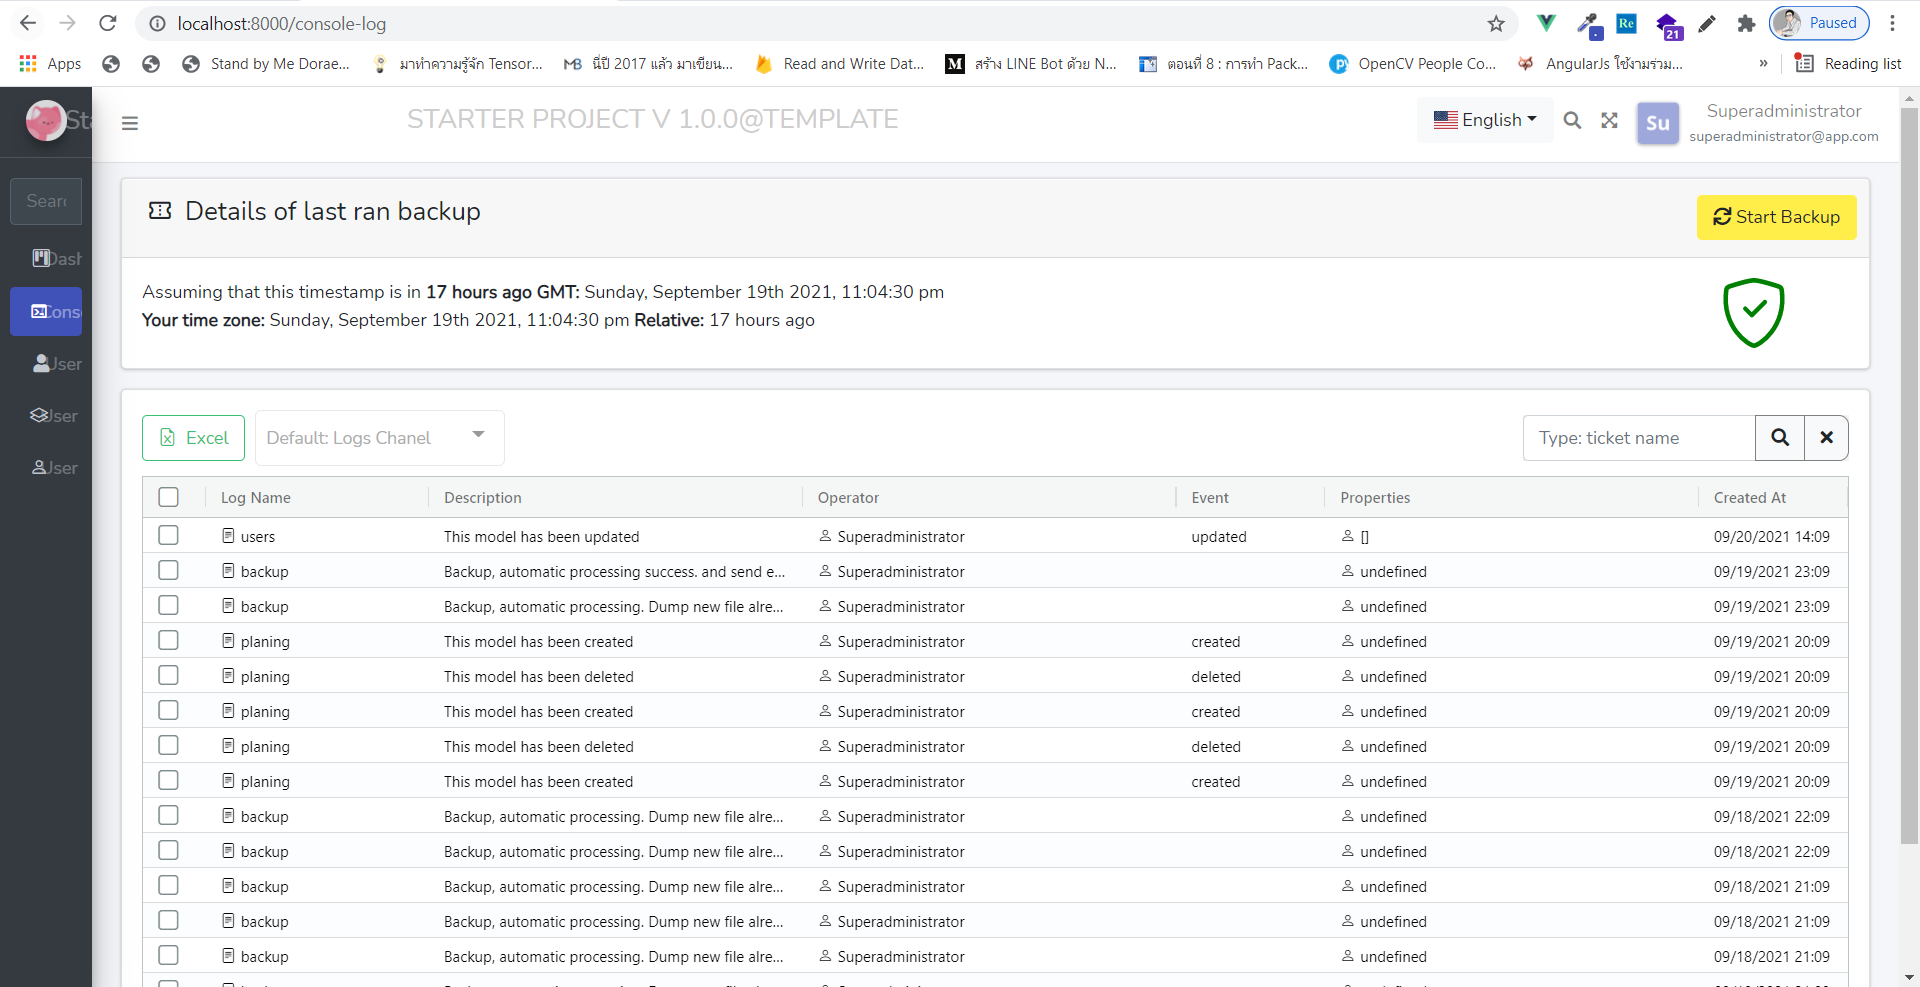 localhost:8000/console-log
Re
21
Paused
Apps
Stand by Me Dorae...
มาทำความรู้จัก Tensor...
นี่ปี 2017 แล้ว มาเขียน...
Read and Write Dat...
M
สร้าง LINE Bot ด้วย N...
ตอนที่ 8 : การทำ Pack...
OpenCV People Co...
AngularJs ใช้งานร่วม...
»
Reading list
Sta
STARTER PROJECT V 1.0.0@TEMPLATE
English
Su
Superadministrator
superadministrator@app.com
Sear
Dash
Cons
User
User
User
Details of last ran backup
Start Backup
Assuming that this timestamp is in 17 hours ago GMT: Sunday, September 19th 2021, 11:04:30 pm
Your time zone: Sunday, September 19th 2021, 11:04:30 pm Relative: 17 hours ago
Excel
Default: Logs Chanel
Type: ticket name
Log Name Description Operator Event Properties Created At
users This model has been updated Superadministrator updated [] 09/20/2021 14:09
backup Backup, automatic processing success. and send e... Superadministrator undefined 09/19/2021 23:09
backup Backup, automatic processing. Dump new file alre... Superadministrator undefined 09/19/2021 23:09
planing This model has been created Superadministrator created undefined 09/19/2021 20:09
planing This model has been deleted Superadministrator deleted undefined 09/19/2021 20:09
planing This model has been created Superadministrator created undefined 09/19/2021 20:09
planing This model has been deleted Superadministrator deleted undefined 09/19/2021 20:09
planing This model has been created Superadministrator created undefined 09/19/2021 20:09
backup Backup, automatic processing. Dump new file alre... Superadministrator undefined 09/18/2021 22:09
backup Backup, automatic processing. Dump new file alre... Superadministrator undefined 09/18/2021 22:09
backup Backup, automatic processing. Dump new file alre... Superadministrator undefined 09/18/2021 21:09
backup Backup, automatic processing. Dump new file alre... Superadministrator undefined 09/18/2021 21:09
backup Backup, automatic processing. Dump new file alre... Superadministrator undefined 09/18/2021 21:09